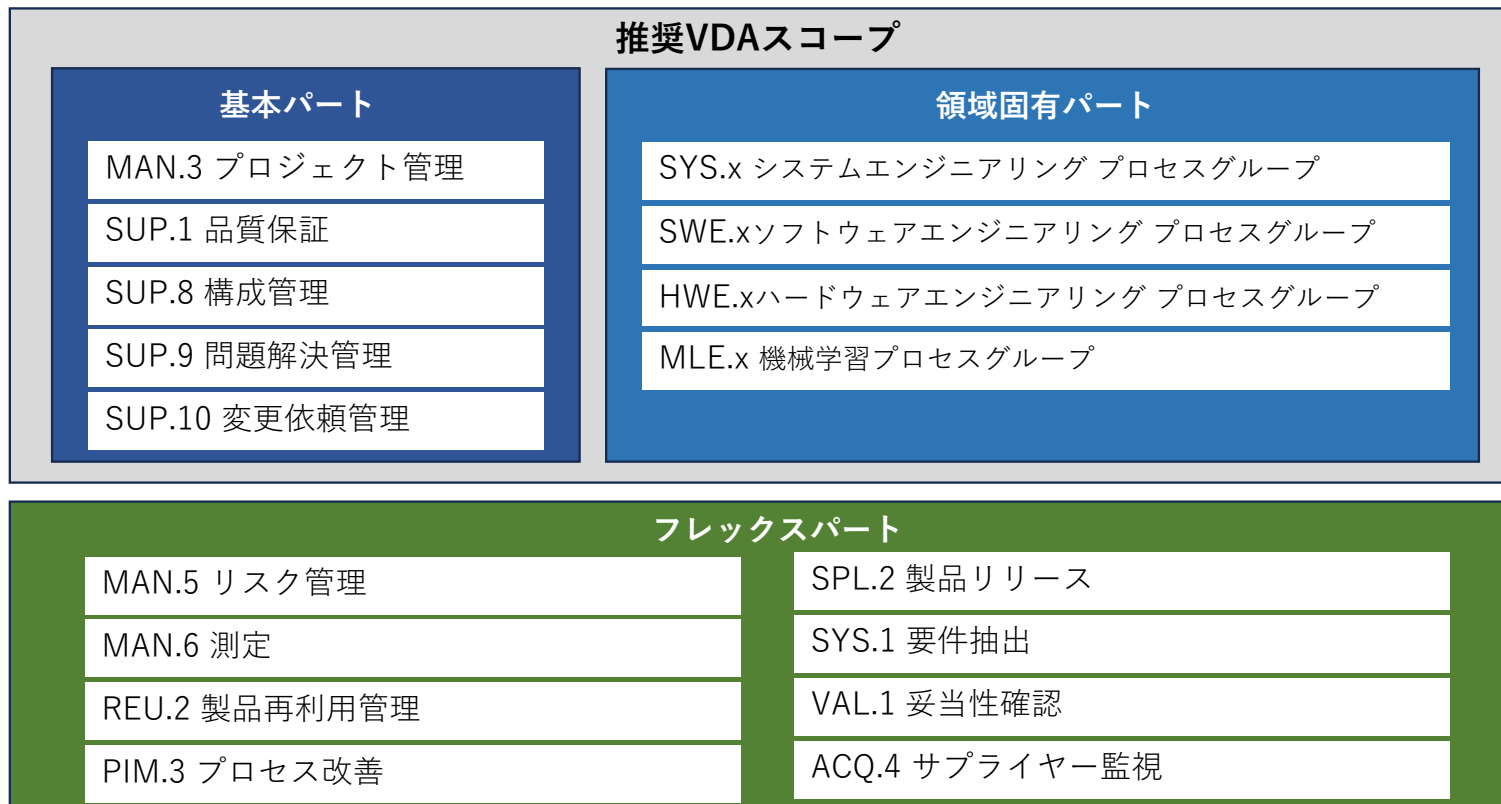 推奨VDAスコープ
基本パート
MAN.3 プロジェクト管理
SUP.1 品質保証
SUP.8 構成管理
SUP.9 問題解決管理
SUP.10 変更依頼管理
領域固有パート
SYS.x システムエンジニアリング プロセスグループ
SWE.xソフトウェアエンジニアリング プロセスグループ
HWE.xハードウェアエンジニアリング プロセスグループ
MLE.x 機械学習プロセスグループ
フレックスパート
MAN.5 リスク管理
MAN.6 測定
REU.2 製品再利用管理
PIM.3 プロセス改善
SPL.2 製品リリース
SYS.1 要件抽出
VAL.1 妥当性確認
ACQ.4 サプライヤー監視